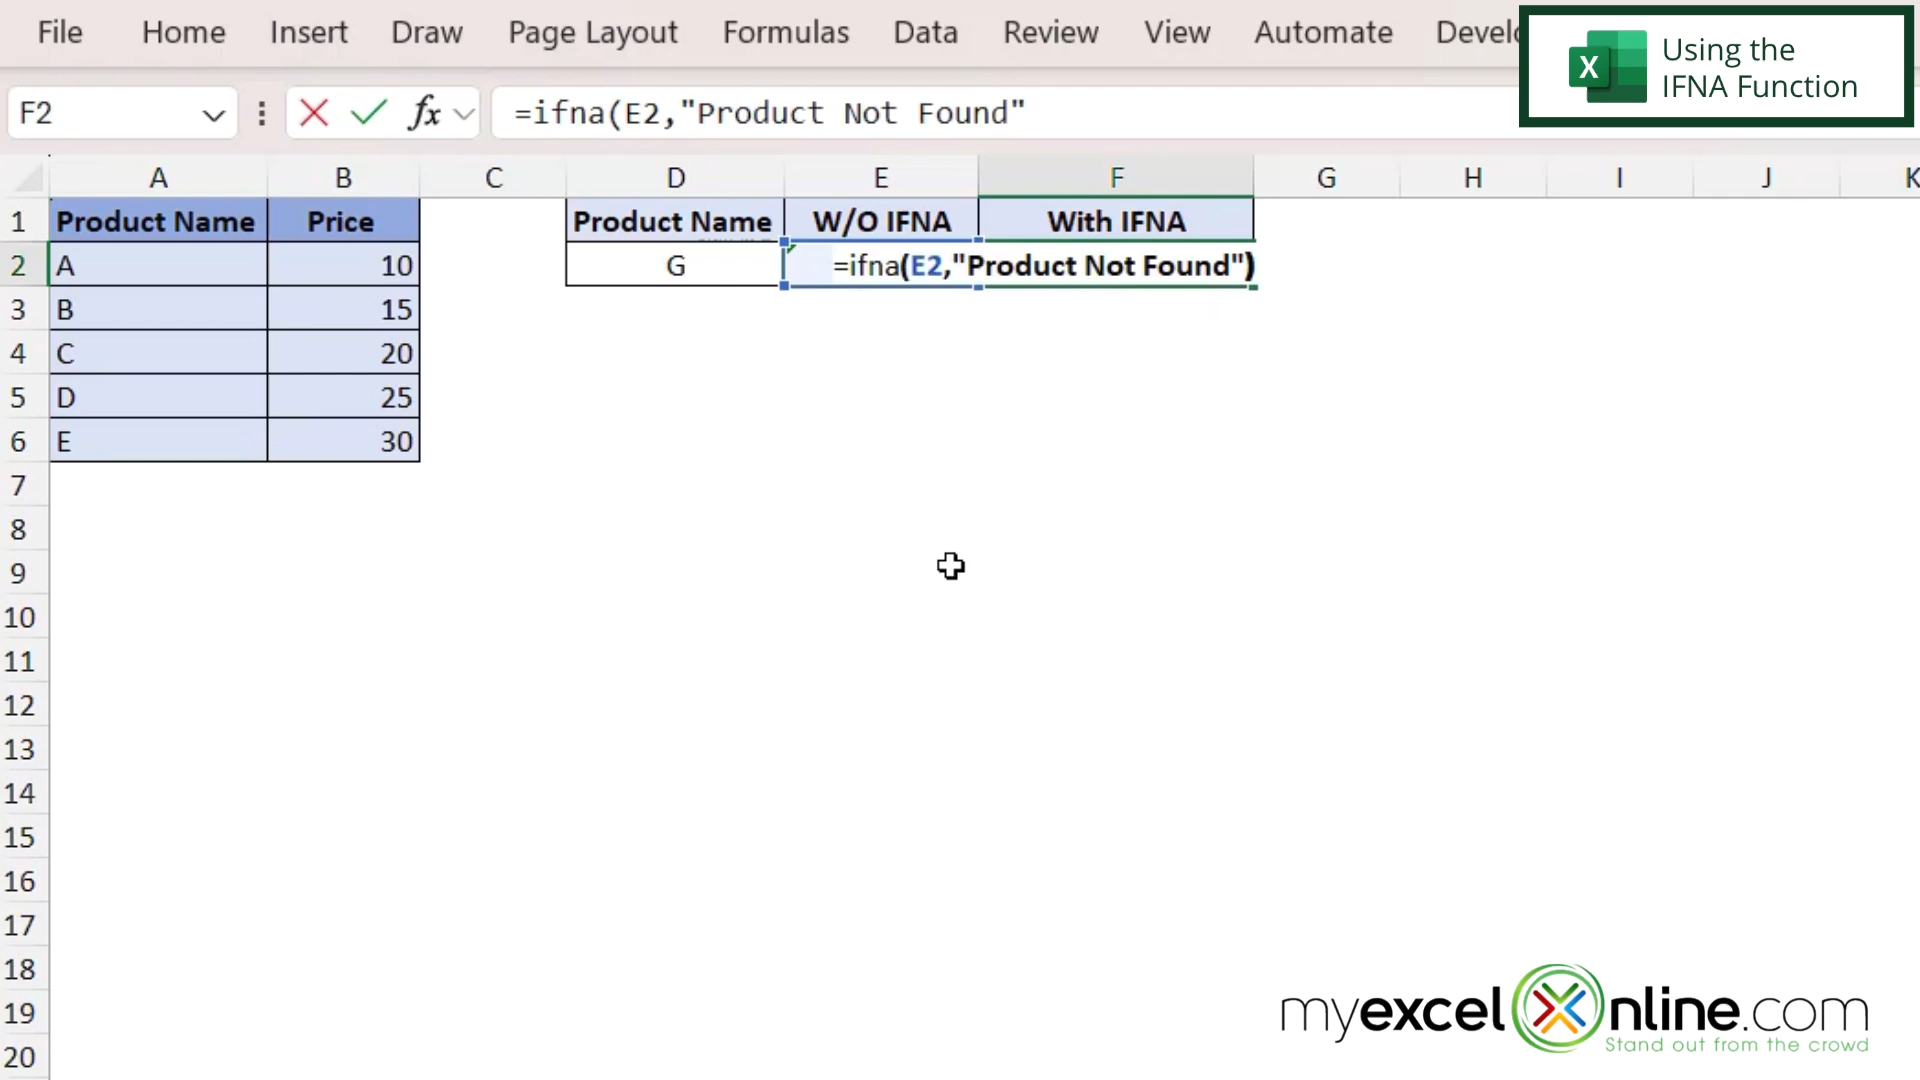 File Home Insert Draw Page Layout Formulas Data Review View Automate Develo
Using the
IFNA Function
F2 fx =ifna(E2,"Product Not Found"
A B C D E F G H I J K
1 Product Name Price Product Name W/O IFNA With IFNA
2 A 10 G =ifna(E2,"Product Not Found")
3 B 15
4 C 20
5 D 25
6 E 30
7
8
9
10
11
12
13
14
15
16
17
18
19
20
myexcelOnline.com
Stand out from the crowd